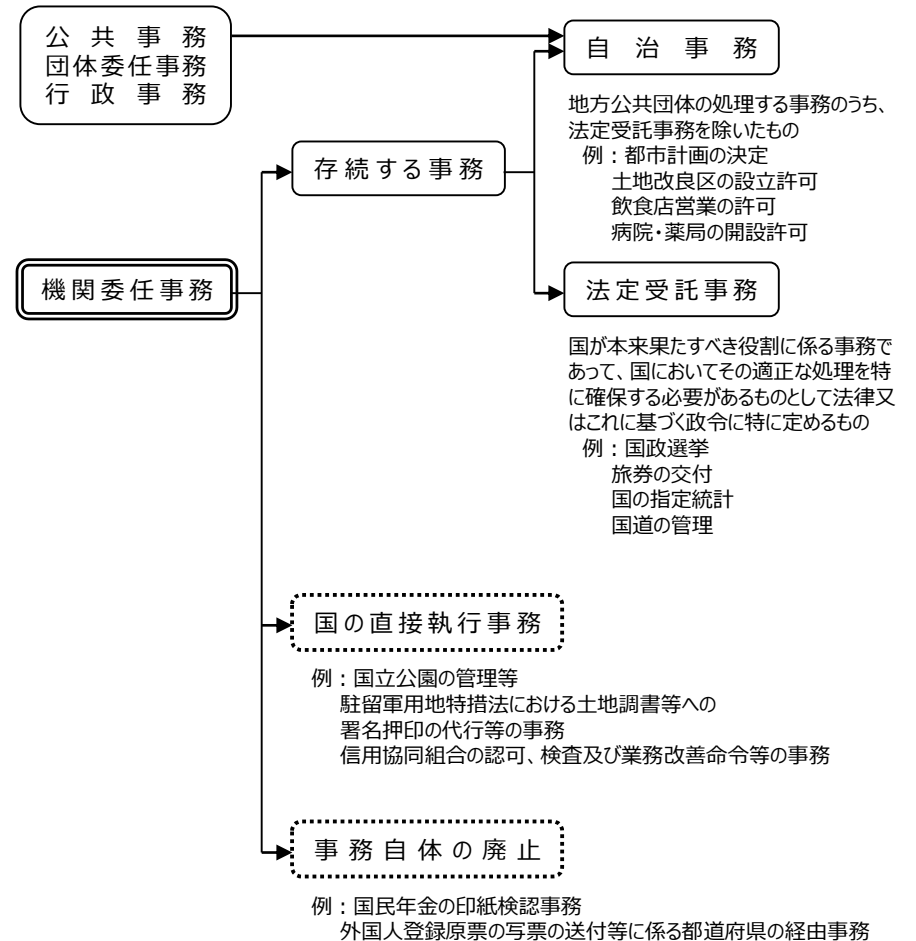 公共事務
団体委任事務
行政事務
自治事務
地方公共団体の処理する事務のうち、
法定受託事務を除いたもの
例：都市計画の決定
土地改良区の設立許可
飲食店営業の許可
病院・薬局の開設許可
存続する事務
機関委任事務
法定受託事務
国が本来果たすべき役割に係る事務で
あって、国においてその適正な処理を特
に確保する必要があるものとして法律又
はこれに基づく政令に特に定めるもの
例：国政選挙
旅券の交付
国の指定統計
国道の管理
国の直接執行事務
例：国立公園の管理等
駐留軍用地特措法における土地調書等への
署名押印の代行等の事務
信用協同組合の認可、検査及び業務改善命令等の事務
事務自体の廃止
例：国民年金の印紙検認事務
外国人登録原票の写票の送付等に係る都道府県の経由事務